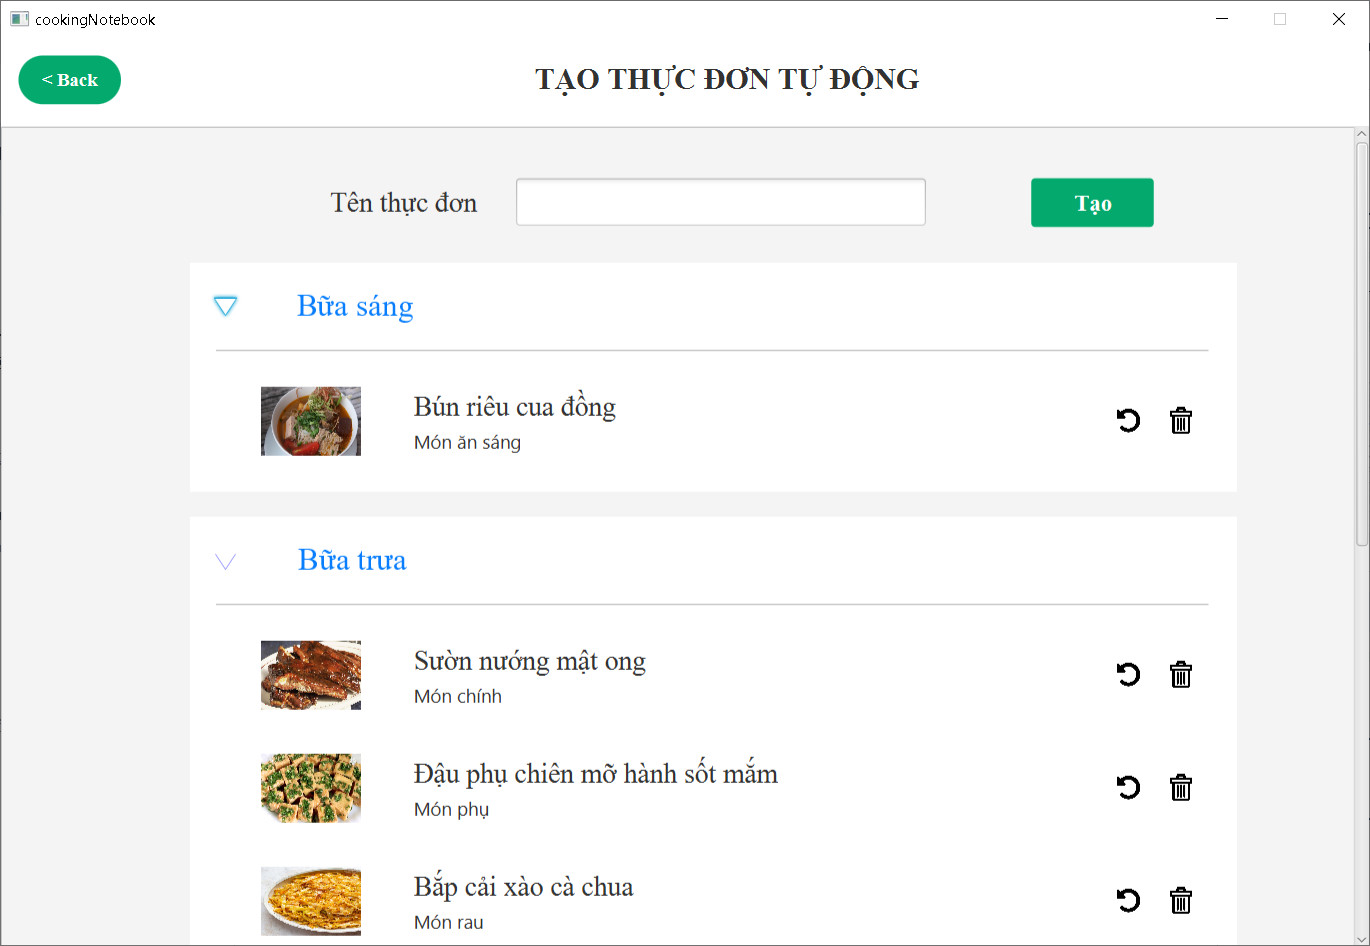 cookingNotebook
< Back
TẠO THỰC ĐƠN TỰ ĐỘNG
Tên thực đơn
Tạo
Bữa sáng
Bún riêu cua đồng
Món ăn sáng
Bữa trưa
Sườn nướng mật ong
Món chính
Đậu phụ chiên mỡ hành sốt mắm
Món phụ
Bắp cải xào cà chua
Món rau